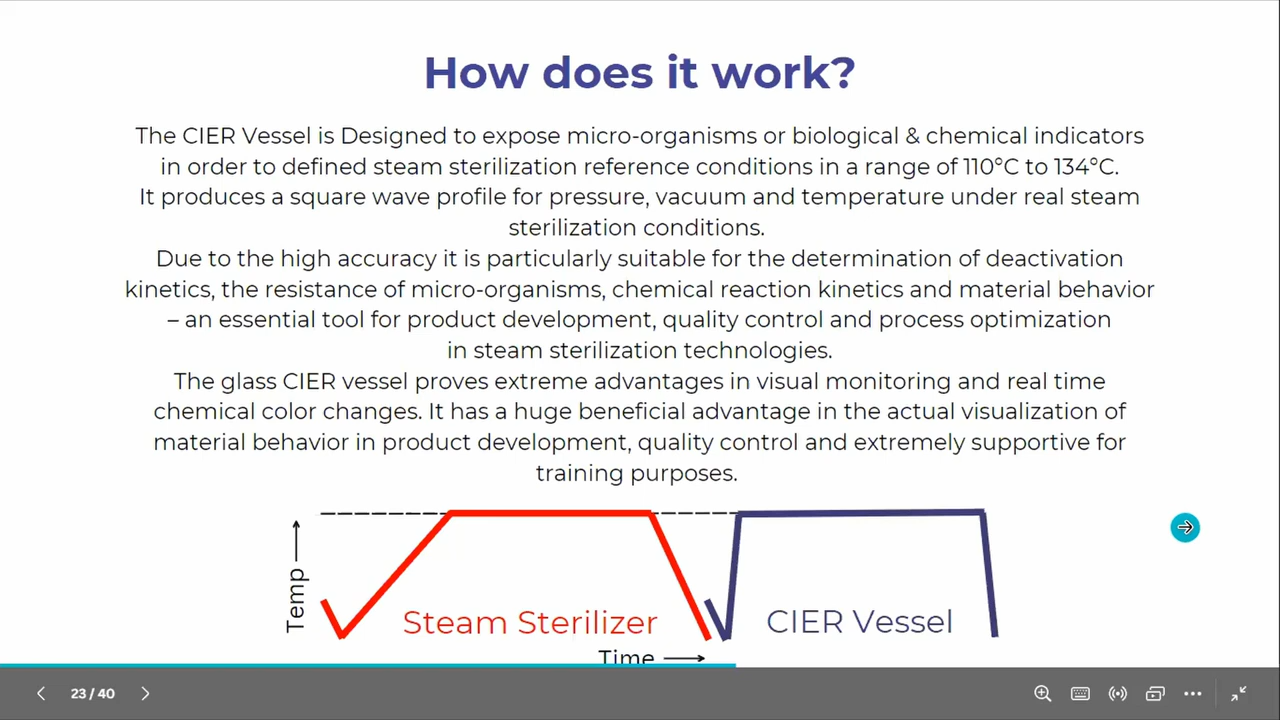 How does it work?
The CIER Vessel is Designed to expose micro-organisms or biological & chemical indicators
in order to defined steam sterilization reference conditions in a range of 110°C to 134°C.
It produces a square wave profile for pressure, vacuum and temperature under real steam
sterilization conditions.
Due to the high accuracy it is particularly suitable for the determination of deactivation
kinetics, the resistance of micro-organisms, chemical reaction kinetics and material behavior
– an essential tool for product development, quality control and process optimization
in steam sterilization technologies.
The glass CIER vessel proves extreme advantages in visual monitoring and real time
chemical color changes. It has a huge beneficial advantage in the actual visualization of
material behavior in product development, quality control and extremely supportive for
training purposes.
Temp
Steam Sterilizer
CIER Vessel
Time
23 / 40